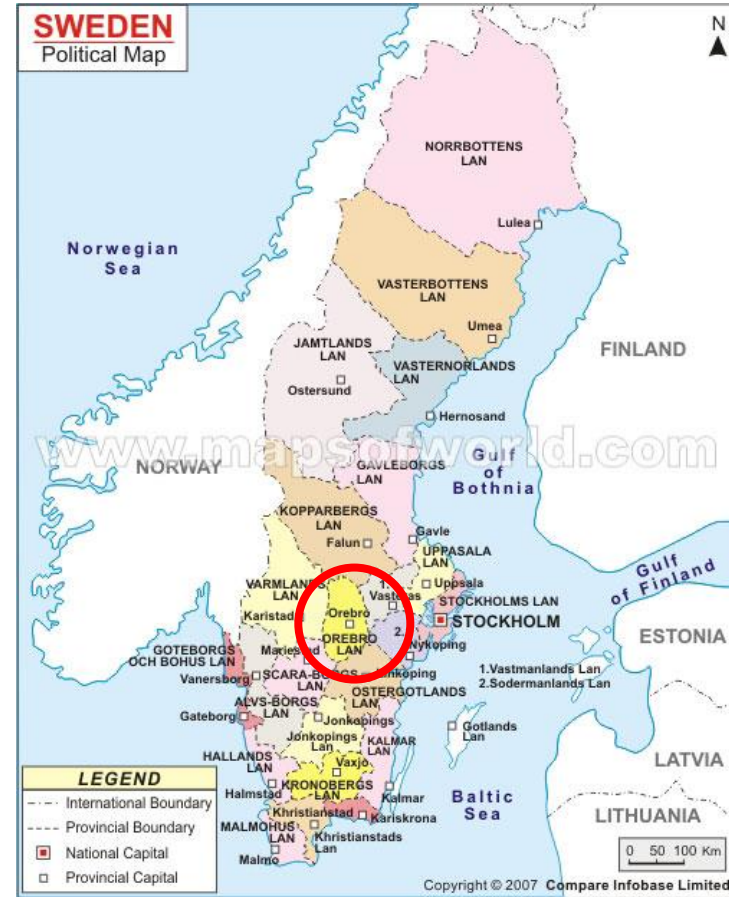 SWEDEN
Political Map
N
NORRBOTTENS
LAN
Lulea
Norwegian
Sea
VASTERBOTTENS
LAN
Umea
FINLAND
JAMTLANDS
LAN
Ostersund
VASTERNORLANDS
LAN
Hernosand
www.mapsofworld.com
NORWAY
GAVLEBORGS
LAN
Gulf
of
Bothnia
KOPPARBERGS
LAN
Falun
Gavle
UPPASALA
LAN
Uppsala
Gulf
of Finland
VARMLANDS
LAN
Karistad
1.
Vasteras
STOCKHOLMS LAN
STOCKHOLM
Orebro
OREBRO
LAN
2.
Nykoping
ESTONIA
GOTEBORGS
OCH BOHUS LAN
Mariestad
Vanersborg
SCARA-BORGS
LAN
OSTERGOTLANDS
LAN
1.Vastmanlands Lan
2.Sodermanlands Lan
ALVS-BORGS
LAN
Gateborg
Jonkopings
Jonkopings
Lan
KALMAR
LAN
Gotlands
Lan
HALLANDS
LAN
Vaxjo
KRONOBERGS
LAN
LATVIA
Halmstad
Kalmar
Baltic
Sea
LITHUANIA
Khristianstad
Kariskrona
MALMOHUS
LAN
Khristianstads
Lan
Malmo
LEGEND
International Boundary
Provincial Boundary
National Capital
Provincial Capital
0 50 100 Km
Copyright © 2007 Compare Infobase Limited